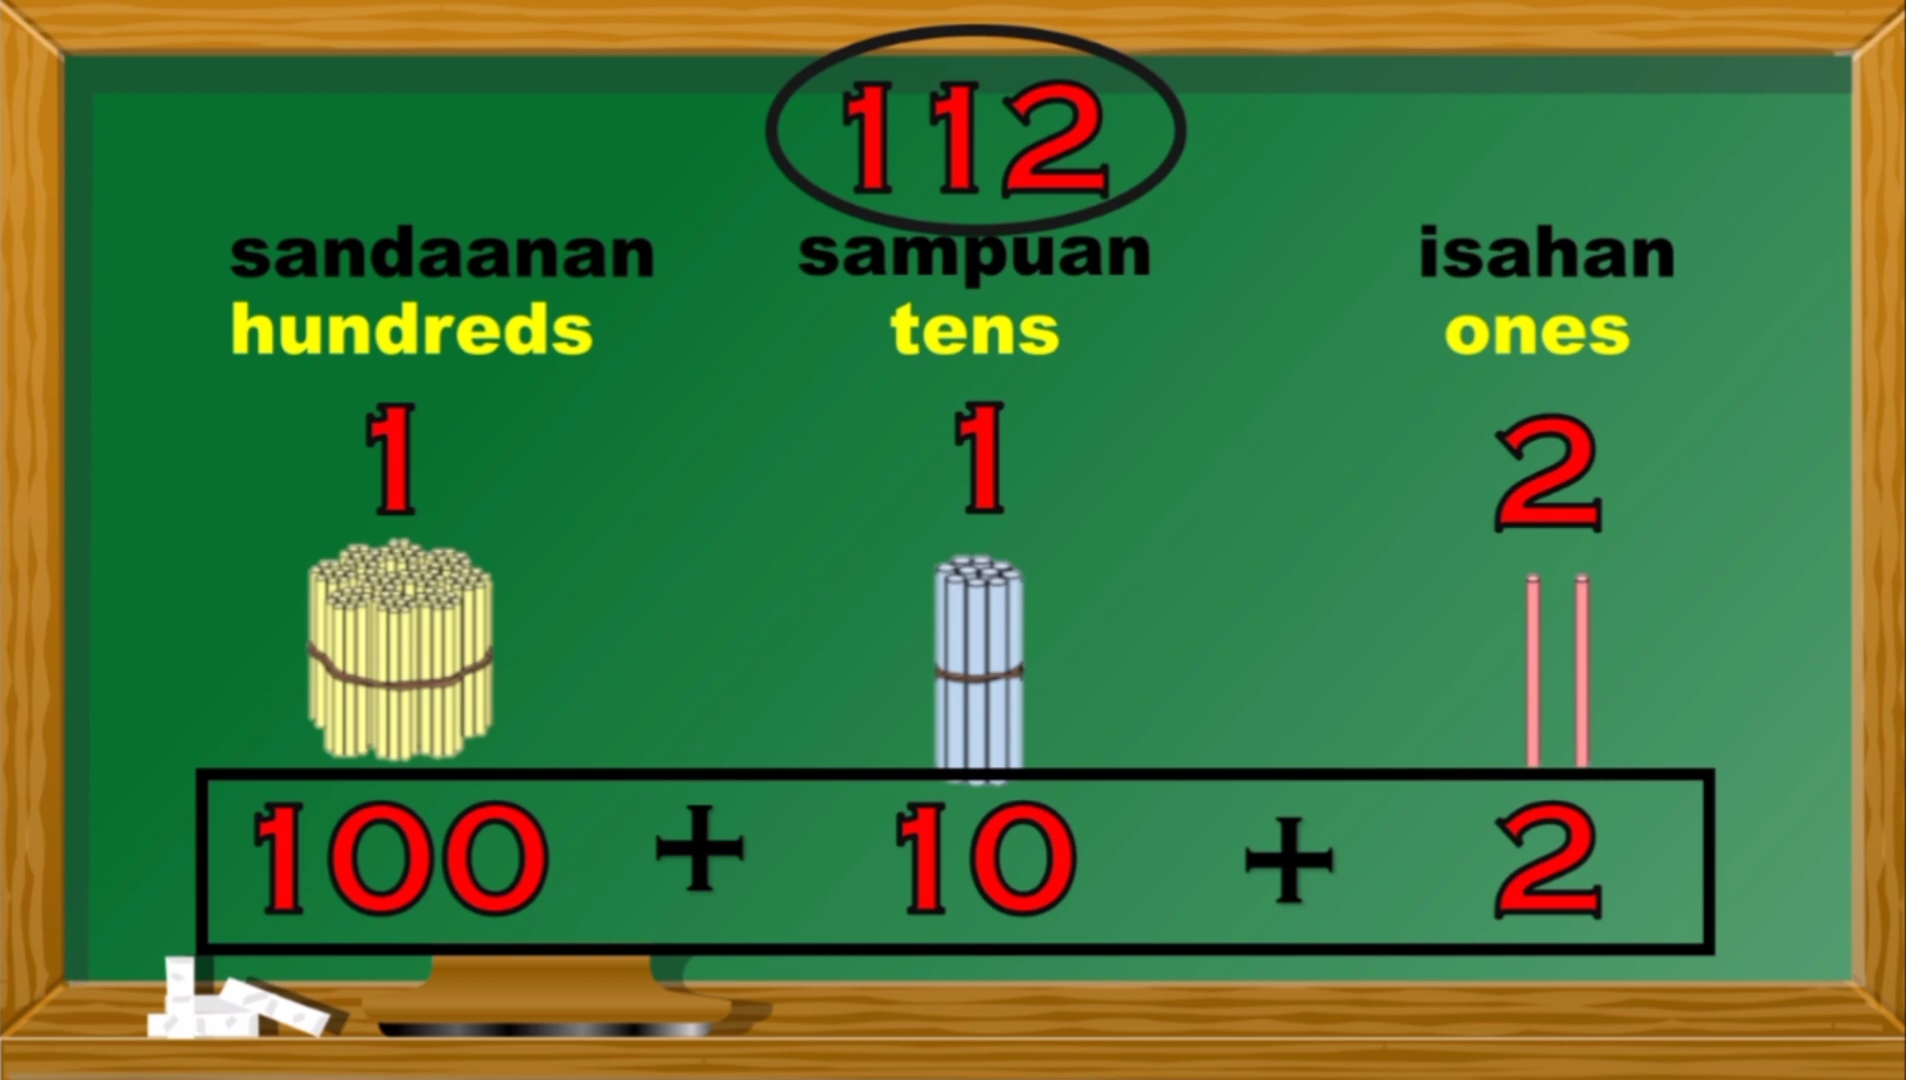 112
sandaanan sampuan isahan
hundreds tens ones
1 1 2
100 + 10 + 2